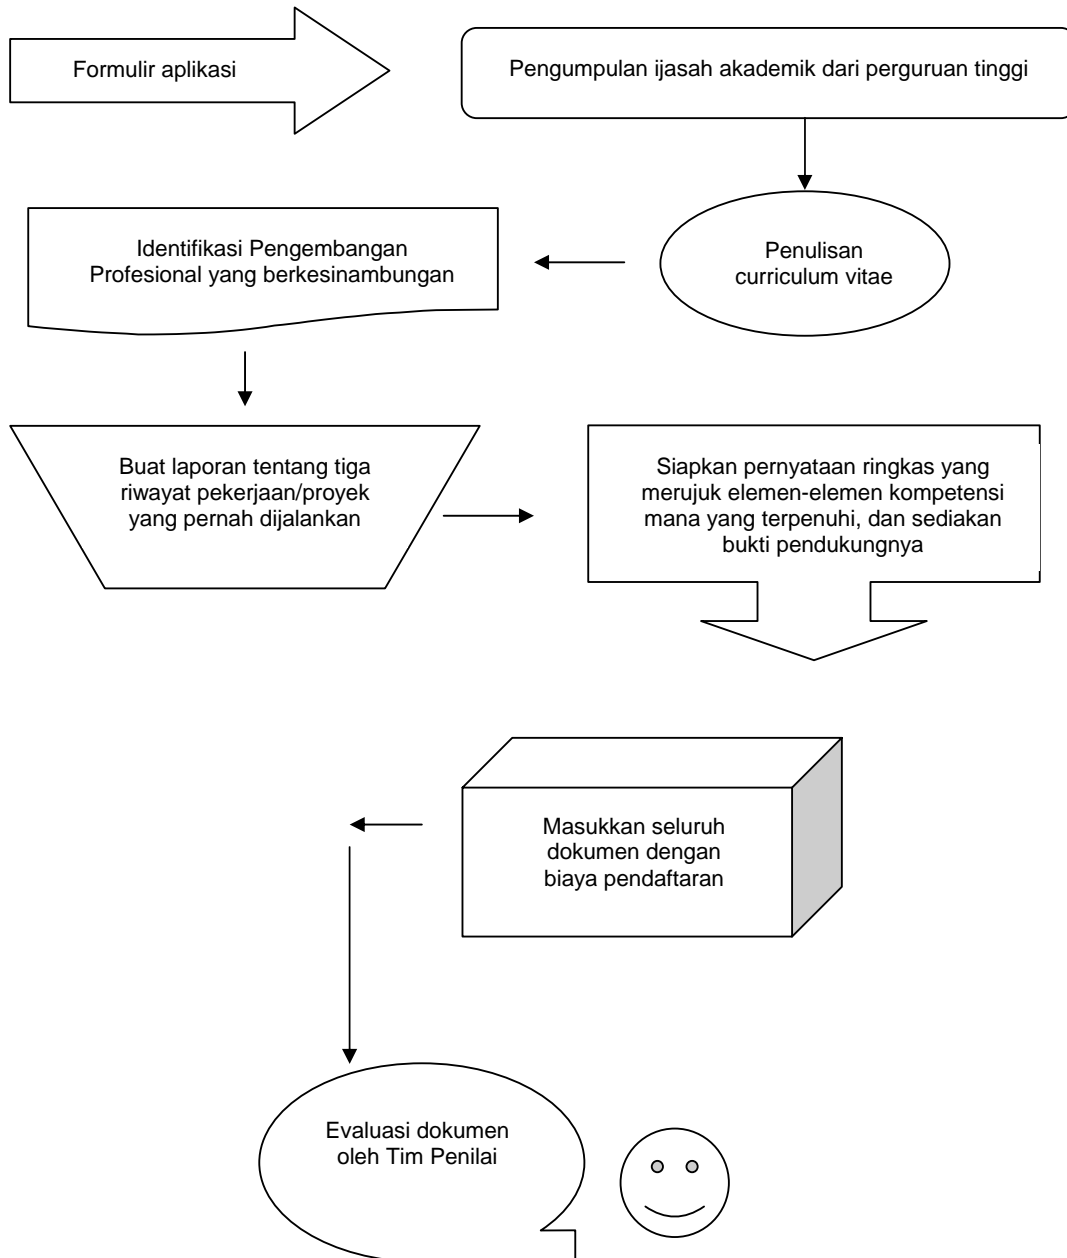 Formulir aplikasi
Pengumpulan ijasah akademik dari perguruan tinggi
Penulisan
curriculum vitae
Identifikasi Pengembangan
Profesional yang berkesinambungan
Buat laporan tentang tiga
riwayat pekerjaan/proyek
yang pernah dijalankan
Siapkan pernyataan ringkas yang
merujuk elemen-elemen kompetensi
mana yang terpenuhi, dan sediakan
bukti pendukungnya
Masukkan seluruh
dokumen dengan
biaya pendaftaran
Evaluasi dokumen
oleh Tim Penilai